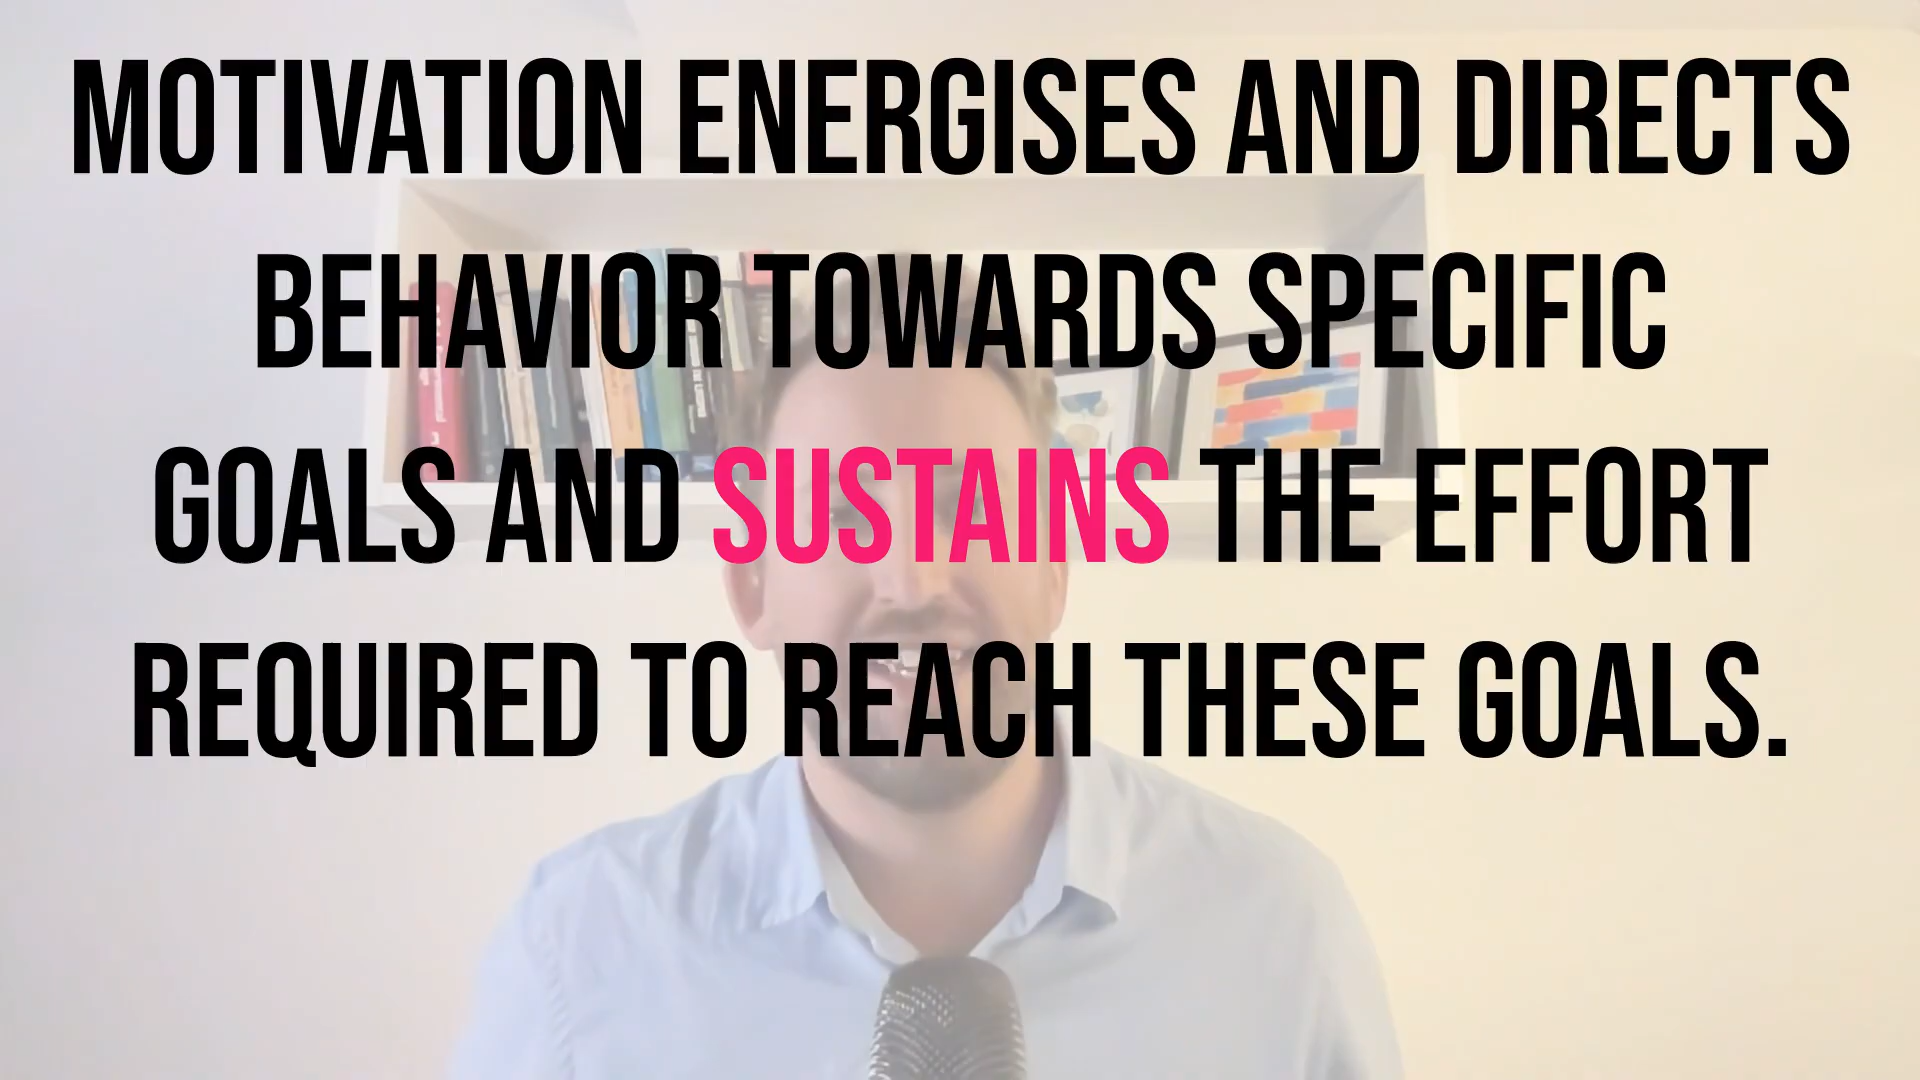 MOTIVATION ENERGISES AND DIRECTS
BEHAVIOR TOWARDS SPECIFIC
GOALS AND SUSTAINS THE EFFORT
REQUIRED TO REACH THESE GOALS.